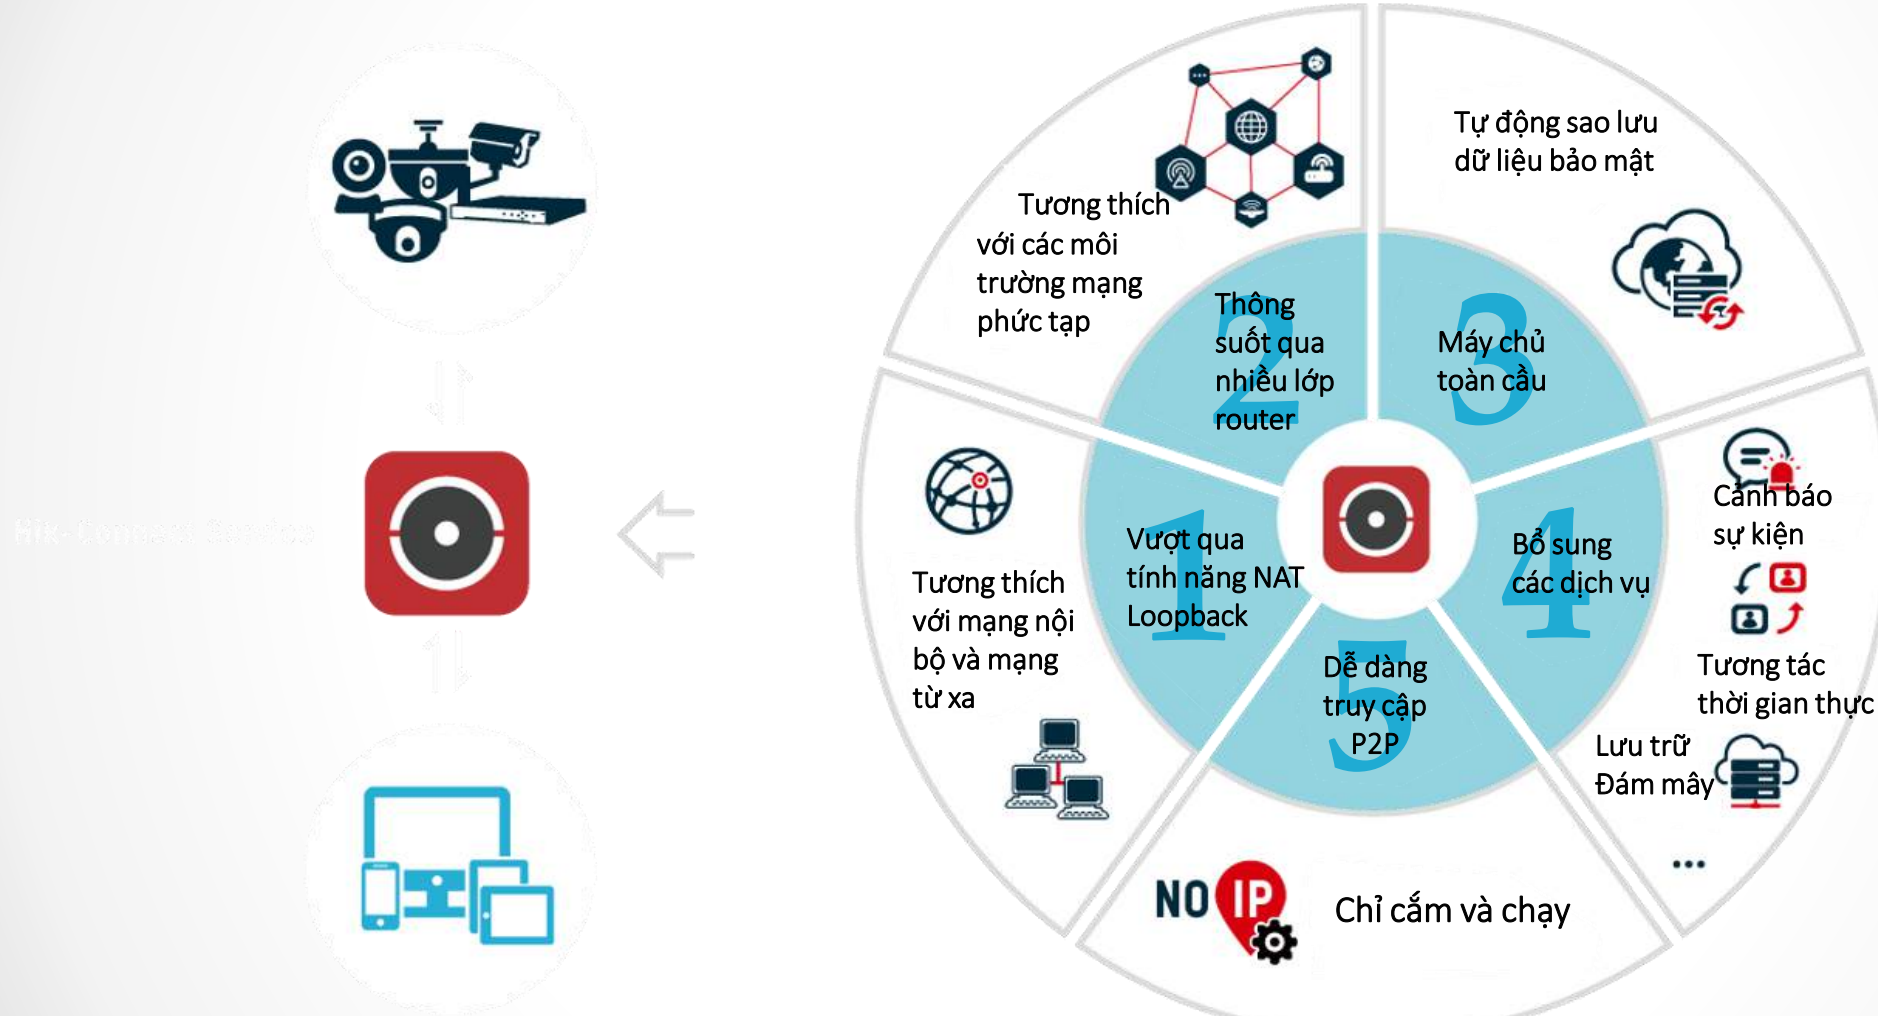 Hik-Connect Service
Tương thích
với các môi
trường mạng
phức tạp
2
Thông
suốt qua
nhiều lớp
router
Tự động sao lưu
dữ liệu bảo mật
3
Máy chủ
toàn cầu
1
Vượt qua
tính năng NAT
Loopback
Tương thích
với mạng nội
bộ và mạng
từ xa
4
Bổ sung
các dịch vụ
Cảnh báo
sự kiện
Tương tác
thời gian thực
Lưu trữ
Đám mây
...
5
Dễ dàng
truy cập
P2P
NO IP
Chỉ cắm và chạy